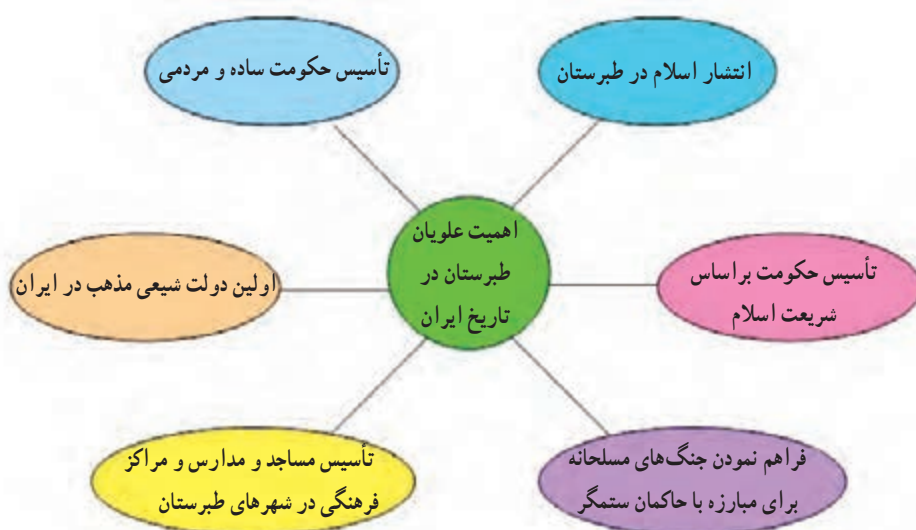 انتشار اسلام در طبرستان
تأسیس حکومت ساده و مردمی
اهمیت علویان
طبرستان در
تاریخ ایران
تأسیس حکومت براساس
شریعت اسلام
اولین دولت شیعی مذهب در ایران
فراهم نمودن جنگ‌های مسلحانه
برای مبارزه با حاکمان ستمگر
تأسیس مساجد و مدارس و مراکز
فرهنگی در شهرهای طبرستان